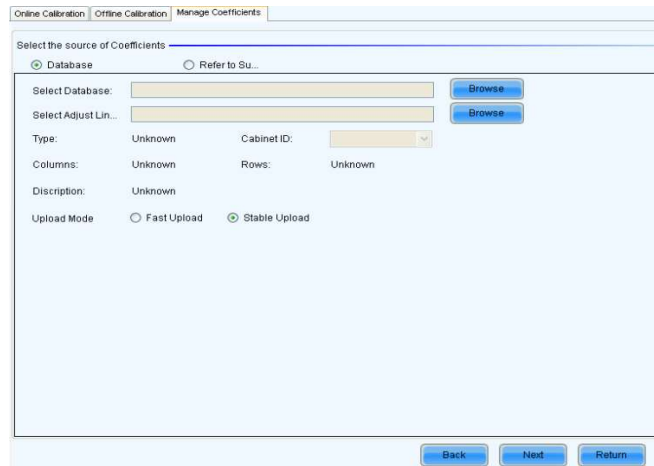 Online Calibration Offline Calibration Manage Coefficients
Select the source of Coefficients
Database Refer to Su...
Select Database: Browse
Select Adjust Lin... Browse
Type: Unknown Cabinet ID:
Columns: Unknown Rows: Unknown
Discription: Unknown
Upload Mode Fast Upload Stable Upload
Back Next Return